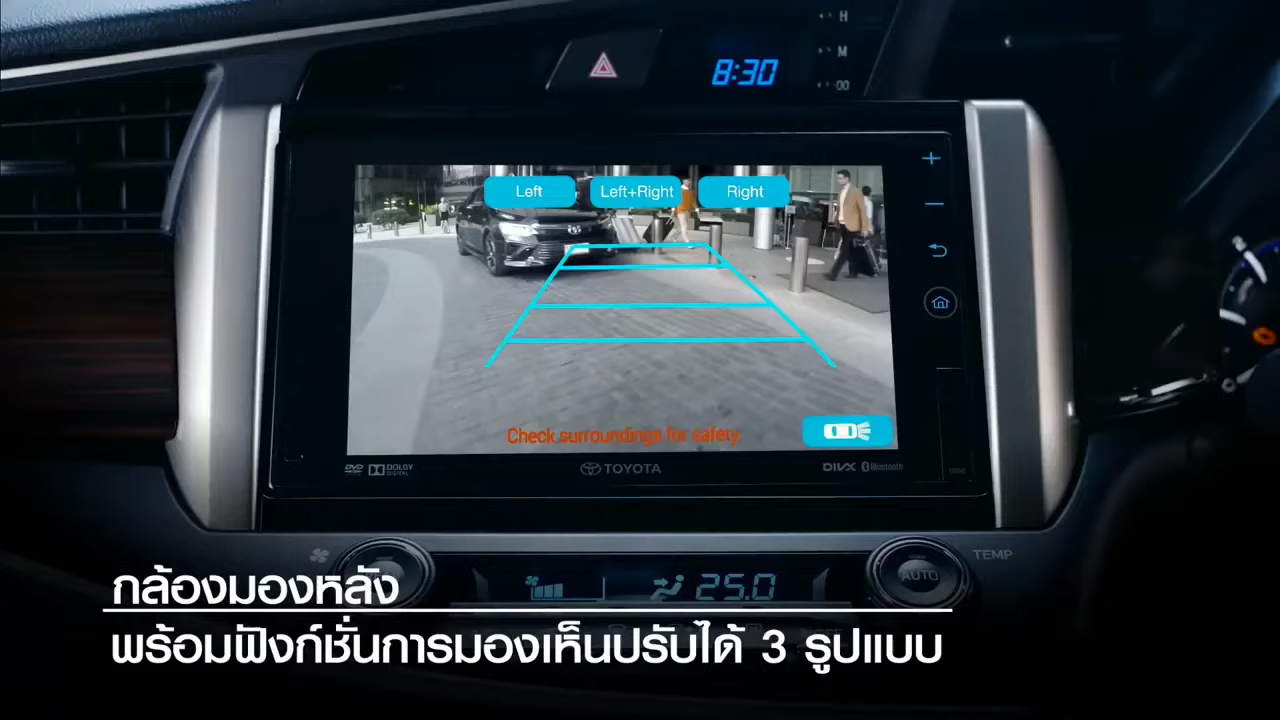 H
8:30
M
:00
Left
Left+Right
Right
Check surroundings for safety.
DVD
DOLBY
DIGITAL
TOYOTA
DIVX
Bluetooth
TEMP
AUTO
25.0
กล้องมองหลัง
พร้อมฟังก์ชั่นการมองเห็นปรับได้ 3 รูปแบบ